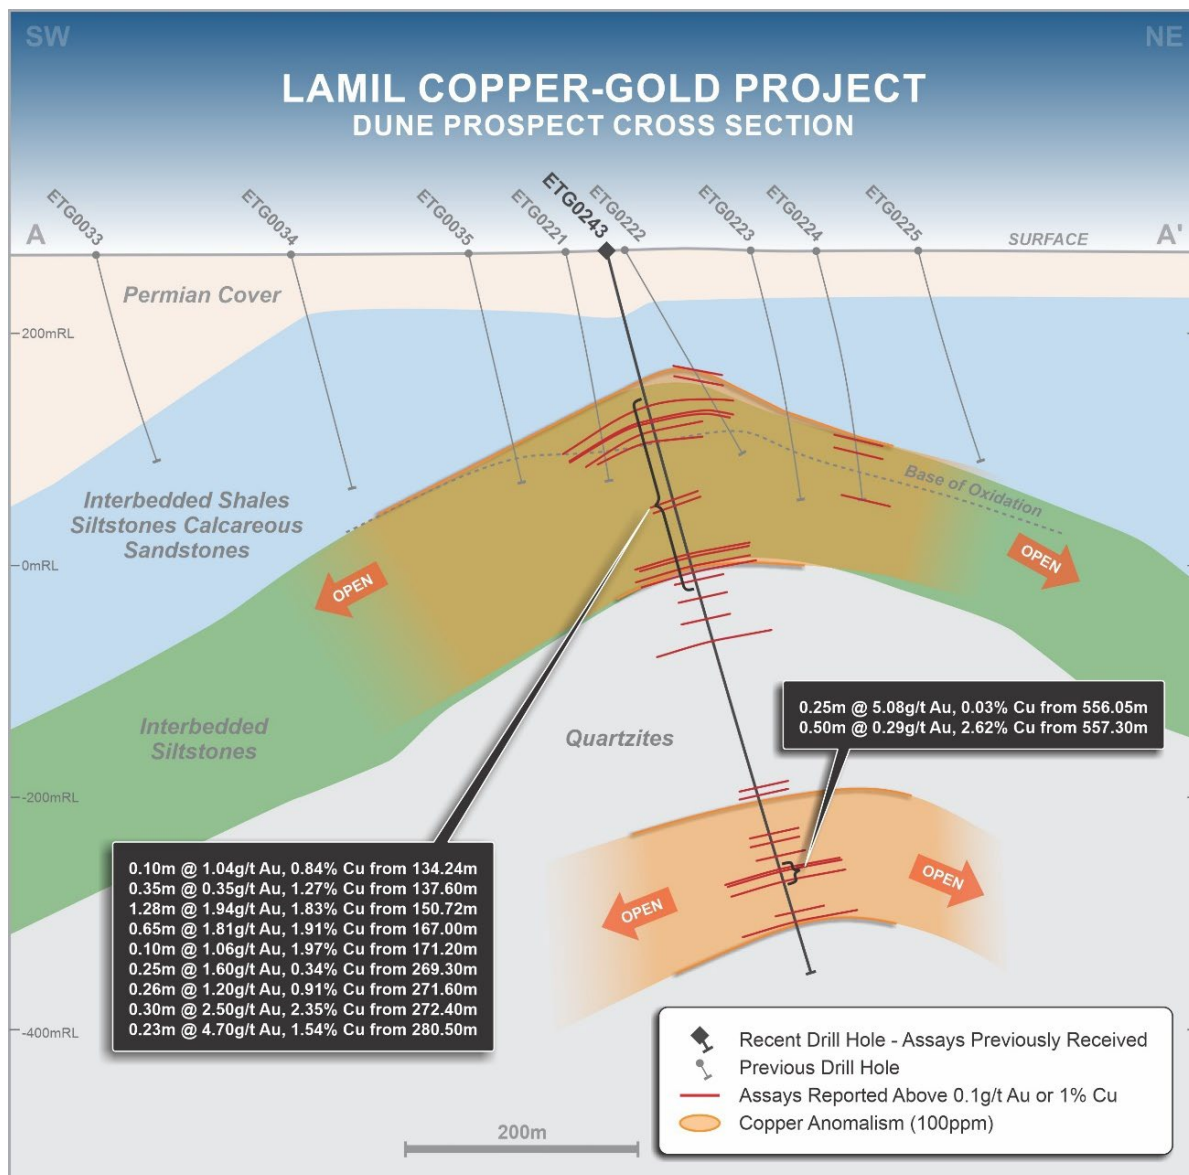 SW
NE
LAMIL COPPER-GOLD PROJECT
DUNE PROSPECT CROSS SECTION
ETG0033
ETG0034
ETG0035
ETG0221
ETG0243
ETG0222
ETG0223
ETG0224
ETG0225
A
SURFACE
A'
Permian Cover
200mRL
Base of Oxidation
Interbedded Shales
Siltstones Calcareous
Sandstones
0mRL
OPEN
OPEN
Interbedded
Siltstones
Quartzites
0.25m @ 5.08g/t Au, 0.03% Cu from 556.05m
0.50m @ 0.29g/t Au, 2.62% Cu from 557.30m
-200mRL
0.10m @ 1.04g/t Au, 0.84% Cu from 134.24m
0.35m @ 0.35g/t Au, 1.27% Cu from 137.60m
1.28m @ 1.94g/t Au, 1.83% Cu from 150.72m
0.65m @ 1.81g/t Au, 1.91% Cu from 167.00m
0.10m @ 1.06g/t Au, 1.97% Cu from 171.20m
0.25m @ 1.60g/t Au, 0.34% Cu from 269.30m
0.26m @ 1.20g/t Au, 0.91% Cu from 271.60m
0.30m @ 2.50g/t Au, 2.35% Cu from 272.40m
0.23m @ 4.70g/t Au, 1.54% Cu from 280.50m
OPEN
OPEN
-400mRL
Recent Drill Hole - Assays Previously Received
Previous Drill Hole
Assays Reported Above 0.1g/t Au or 1% Cu
Copper Anomalism (100ppm)
200m